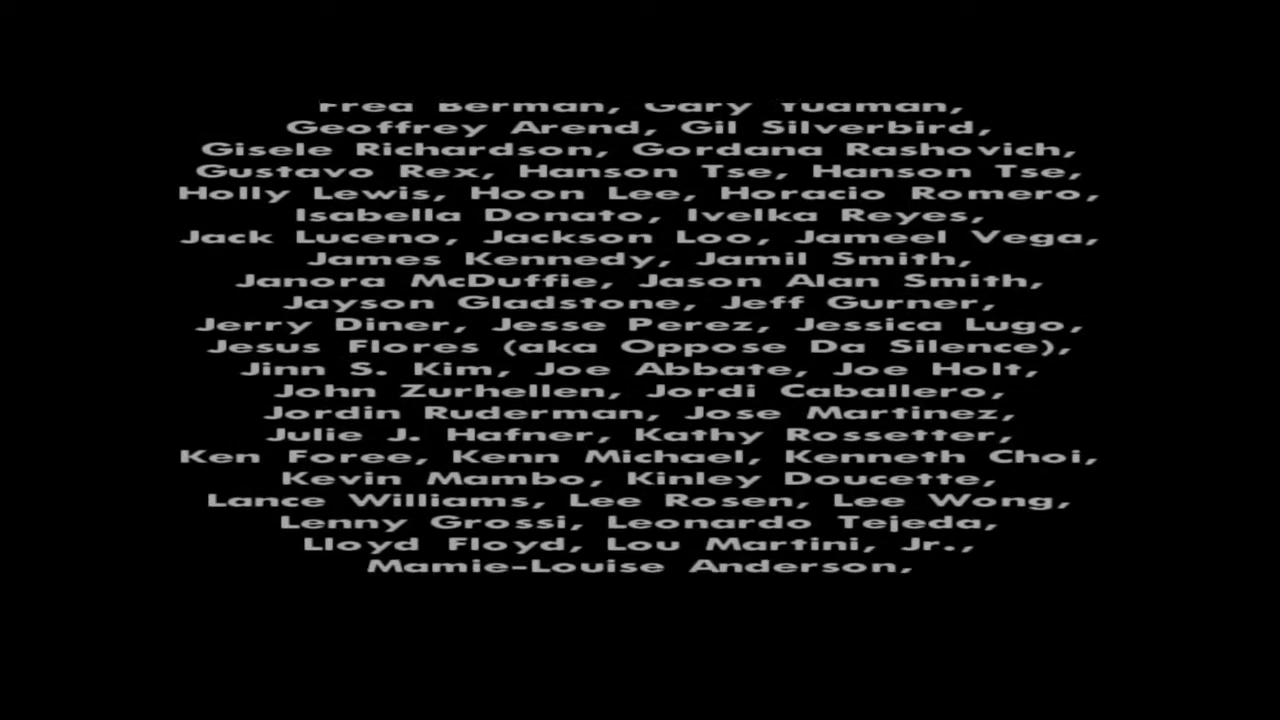 Fred Berman, Gary Yudman,
Geoffrey Arend, Gil Silverbird,
Gisele Richardson, Gordana Rashovich,
Gustavo Rex, Hanson Tse, Hanson Tse,
Holly Lewis, Hoon Lee, Horacio Romero,
Isabella Donato, Ivelka Reyes,
Jack Luceno, Jackson Loo, Jameel Vega,
James Kennedy, Jamil Smith,
Janora McDuffie, Jason Alan Smith,
Jayson Gladstone, Jeff Gurner,
Jerry Diner, Jesse Perez, Jessica Lugo,
Jesus Flores (aka Oppose Da Silence),
Jinn S. Kim, Joe Abbate, Joe Holt,
John Zurhellen, Jordi Caballero,
Jordin Ruderman, Jose Martinez,
Julie J. Hafner, Kathy Rossetter,
Ken Foree, Kenn Michael, Kenneth Choi,
Kevin Mambo, Kinley Doucette,
Lance Williams, Lee Rosen, Lee Wong,
Lenny Grossi, Leonardo Tejeda,
Lloyd Floyd, Lou Martini, Jr.,
Mamie-Louise Anderson,